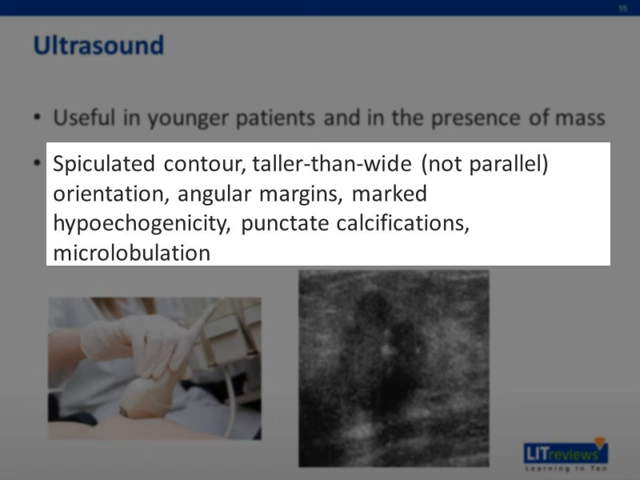 15
Ultrasound
• Useful in younger patients and in the presence of mass
• Spiculated contour, taller-than-wide (not parallel)
orientation, angular margins, marked
hypoechogenicity, punctate calcifications,
microlobulation
LITreviews
Learning In Ten